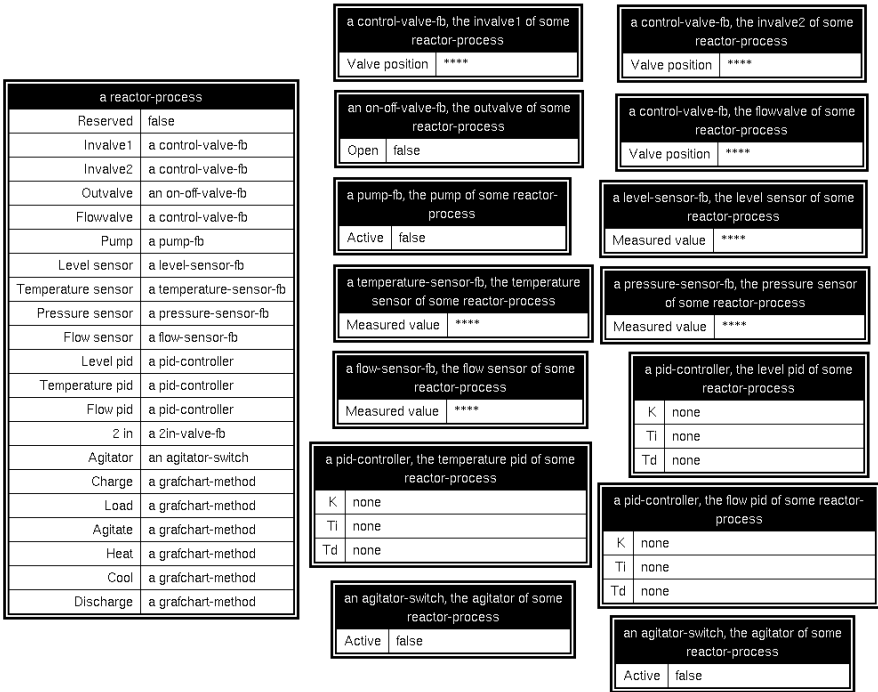 a reactor-process
Reserved false
Invalve1 a control-valve-fb
Invalve2 a control-valve-fb
Outvalve an on-off-valve-fb
Flowvalve a control-valve-fb
Pump a pump-fb
Level sensor a level-sensor-fb
Temperature sensor a temperature-sensor-fb
Pressure sensor a pressure-sensor-fb
Flow sensor a flow-sensor-fb
Level pid a pid-controller
Temperature pid a pid-controller
Flow pid a pid-controller
2 in a 2in-valve-fb
Agitator an agitator-switch
Charge a grafchart-method
Load a grafchart-method
Agitate a grafchart-method
Heat a grafchart-method
Cool a grafchart-method
Discharge a grafchart-method
a control-valve-fb, the invalve1 of some
reactor-process
Valve position ****
an on-off-valve-fb, the outvalve of some
reactor-process
Open false
a pump-fb, the pump of some reactor-
process
Active false
a temperature-sensor-fb, the temperature
sensor of some reactor-process
Measured value ****
a flow-sensor-fb, the flow sensor of some
reactor-process
Measured value ****
a pid-controller, the temperature pid of some
reactor-process
K none
Ti none
Td none
an agitator-switch, the agitator of some
reactor-process
Active false
a control-valve-fb, the invalve2 of some
reactor-process
Valve position ****
a control-valve-fb, the flowvalve of some
reactor-process
Valve position ****
a level-sensor-fb, the level sensor of some
reactor-process
Measured value ****
a pressure-sensor-fb, the pressure sensor
of some reactor-process
Measured value ****
a pid-controller, the level pid of some
reactor-process
K none
Ti none
Td none
a pid-controller, the flow pid of some reactor-
process
K none
Ti none
Td none
an agitator-switch, the agitator of some
reactor-process
Active false